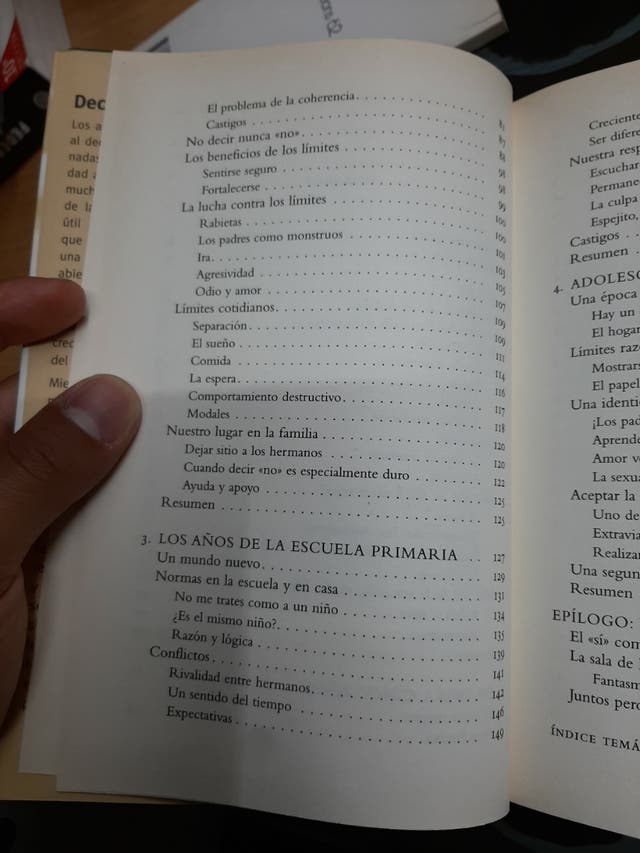 El problema de la coherencia
Castigos . . . 81
No decir nunca «no» . . . 87
Los beneficios de los límites . . . 88
Sentirse seguro . . . 98
Fortalecerse . . . 98
La lucha contra los límites . . . 99
Rabietas . . . 100
Los padres como monstruos . . . 100
Ira . . . 101
Agresividad . . . 103
Odio y amor . . . 105
Límites cotidianos . . . 107
Separación . . . 109
El sueño . . . 109
Comida . . . 111
La espera . . . 114
Comportamiento destructivo . . . 116
Modales . . . 117
Nuestro lugar en la familia . . . 118
Dejar sitio a los hermanos . . . 120
Cuando decir «no» es especialmente duro . . . 120
Ayuda y apoyo . . . 122
Resumen . . . 125
125
3. LOS AÑOS DE LA ESCUELA PRIMARIA . . 127
Un mundo nuevo . . . 129
Normas en la escuela y en casa . . . 131
No me trates como a un niño . . . 134
¿Es el mismo niño? . . . 135
Razón y lógica . . . 139
Conflictos . . . 141
Rivalidad entre hermanos . . . 142
Un sentido del tiempo . . . 146
Expectativas . . . 149
Creciente
Ser difere
Nuestra resp
Escuchar
Permane
La culpa
Espejito,
Castigos . .
Resumen .
4. ADOLESC
Una época
Hay un
El hogar
Límites razo
Mostrars
El papel
Una identi
¡Los pad
Aprende
Amor ve
La sexua
Aceptar la
Uno de
Extravia
Realizar
Una segun
Resumen
EPÍLOGO:
El «sí» com
La sala de
Fantasm
Juntos pero
ÍNDICE TEMÁ
Dec
Los a
al de
nadas
dad a
much
de la
útil
que
una
abie
crec
del
Mie